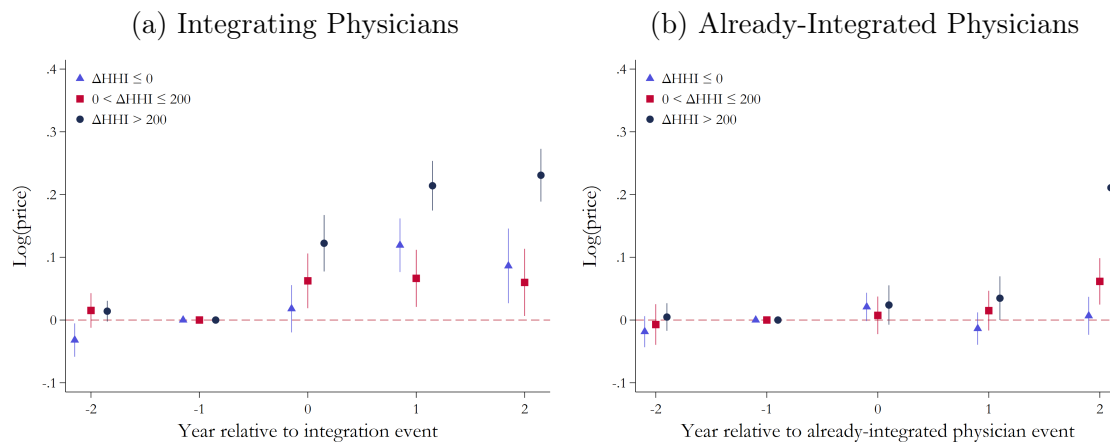 (a) Integrating Physicians
.4
.3
.2
.1
0
-.1
Log(price)
ΔHHI ≤ 0
0 < ΔHHI ≤ 200
ΔHHI > 200
-2 -1 0 1 2
Year relative to integration event
(b) Already-Integrated Physicians
.4
.3
.2
.1
0
-.1
Log(price)
ΔHHI ≤ 0
0 < ΔHHI ≤ 200
ΔHHI > 200
-2 -1 0 1 2
Year relative to already-integrated physician event